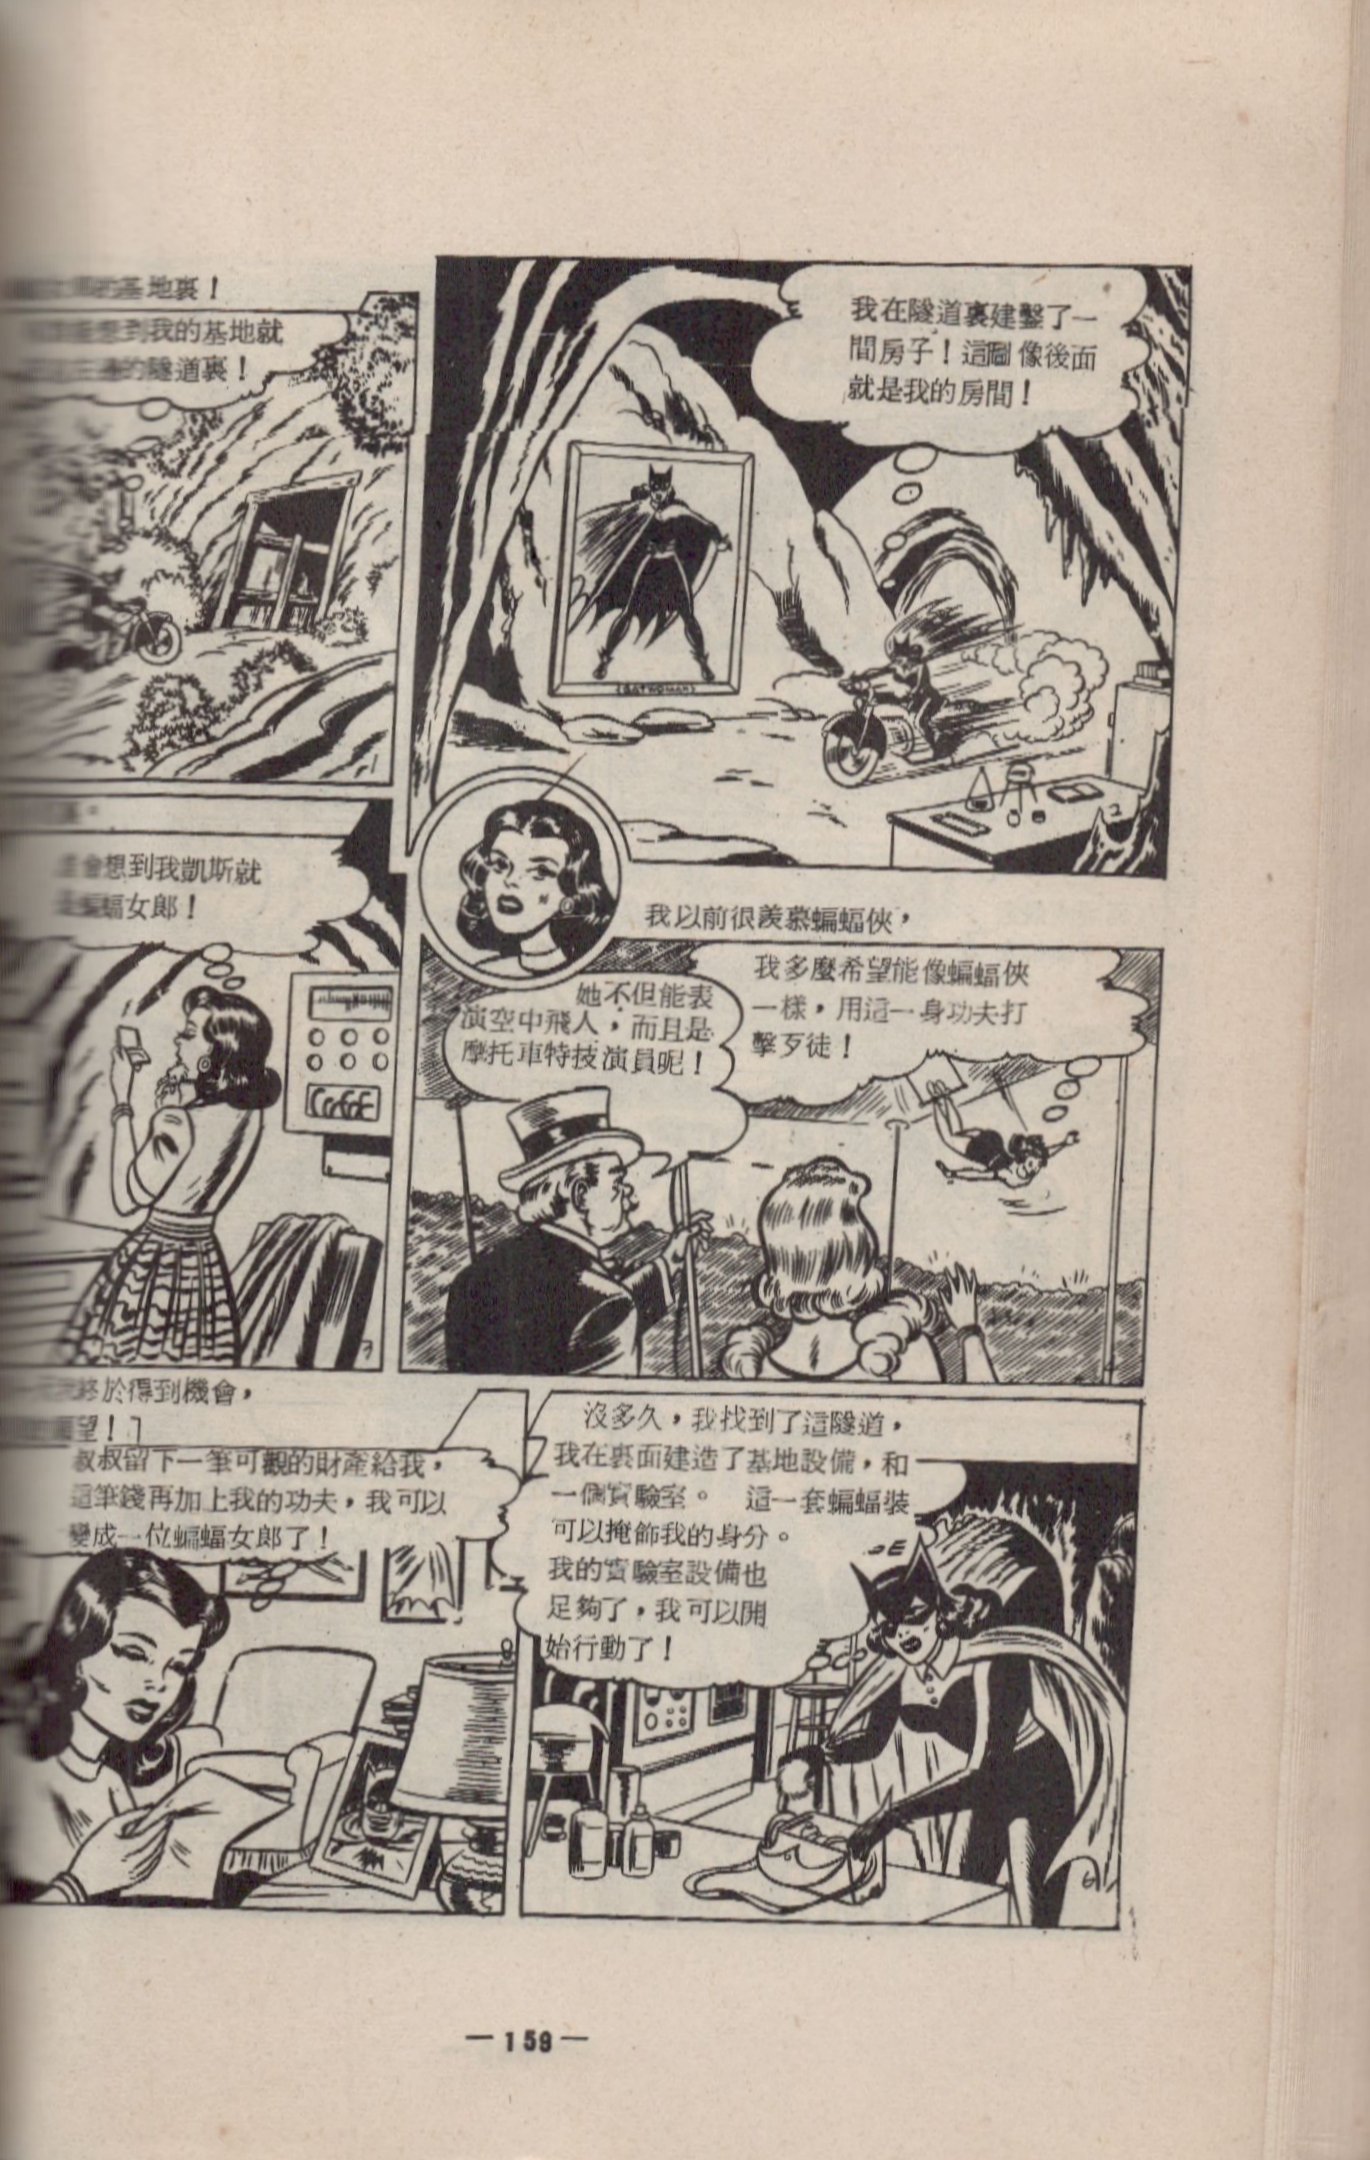 的基地裏！
想到我的基地就
的隧道裏！
我在隧道裏建鑿了一
間房子！這圖像後面
就是我的房間！
(BATWOMAN)
會想到我凱斯就
蝙蝠女郎！
我以前很羨慕蝙蝠俠，
她不但能表
演空中飛人，而且是
摩托車特技演員呢！
我多麼希望能像蝙蝠俠
一樣，用這一身功夫打
擊歹徒！
終於得到機會，
望！
叔叔留下一筆可觀的財產給我，
這筆錢再加上我的功夫，我可以
變成一位蝙蝠女郎了！
沒多久，我找到了這隧道，
我在裏面建造了基地設備，和
一個實驗室。 這一套蝙蝠裝
可以掩飾我的身分。
我的實驗室設備也
足夠了，我可以開
始行動了！
—159—